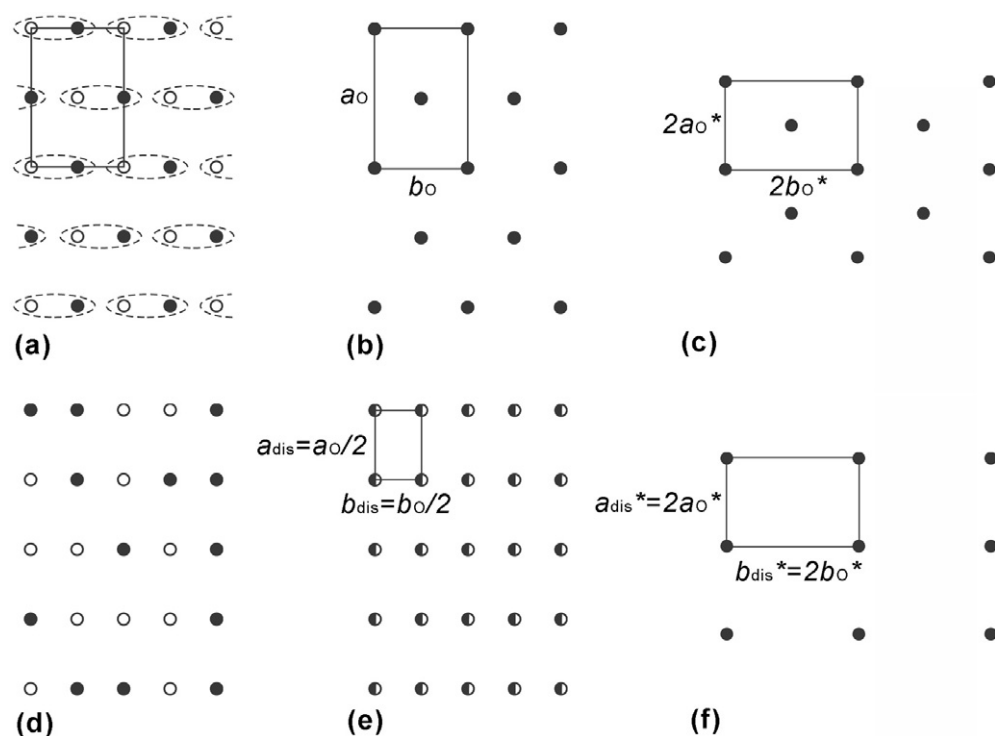 aO
bO
2aO*
2bO*
(a)
(b)
(c)
adis=aO/2
bdis=bO/2
adis*=2aO*
bdis*=2bO*
(d)
(e)
(f)